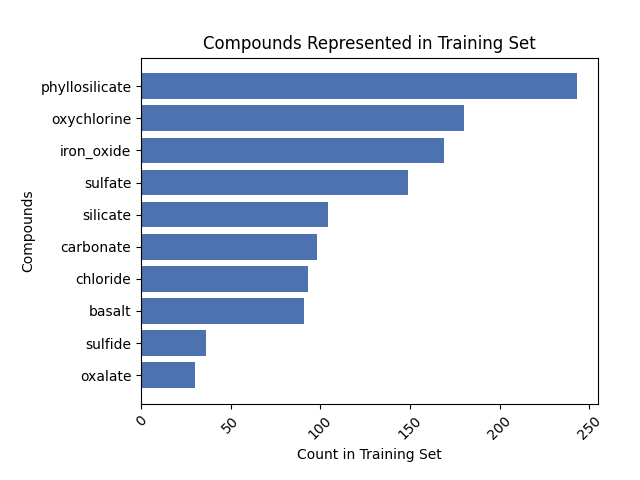 Compounds Represented in Training Set
Compounds
phyllosilicate
oxychlorine
iron_oxide
sulfate
silicate
carbonate
chloride
basalt
sulfide
oxalate
0
50
100
150
200
250
Count in Training Set